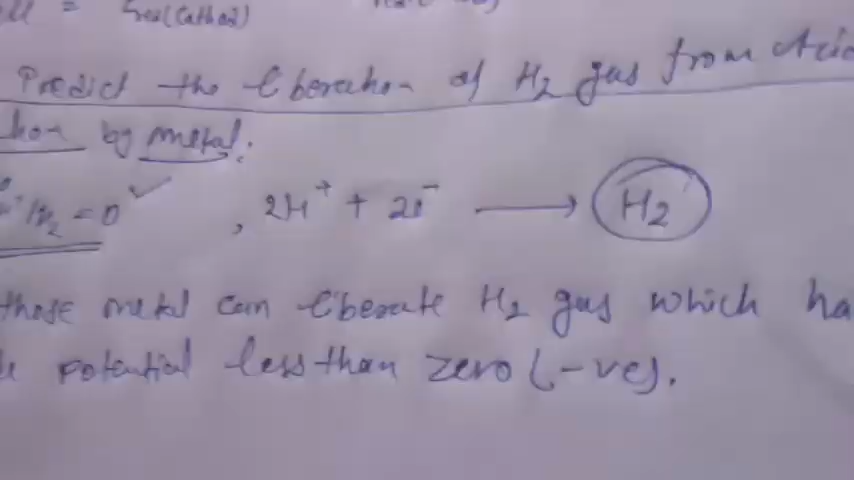 Predict the liberation of H2 gas from Acid
by metal:
H2 = 0 , 2H+ + 2e- → H2
those metal can liberate H2 gas which ha
potential less than zero (-ve).